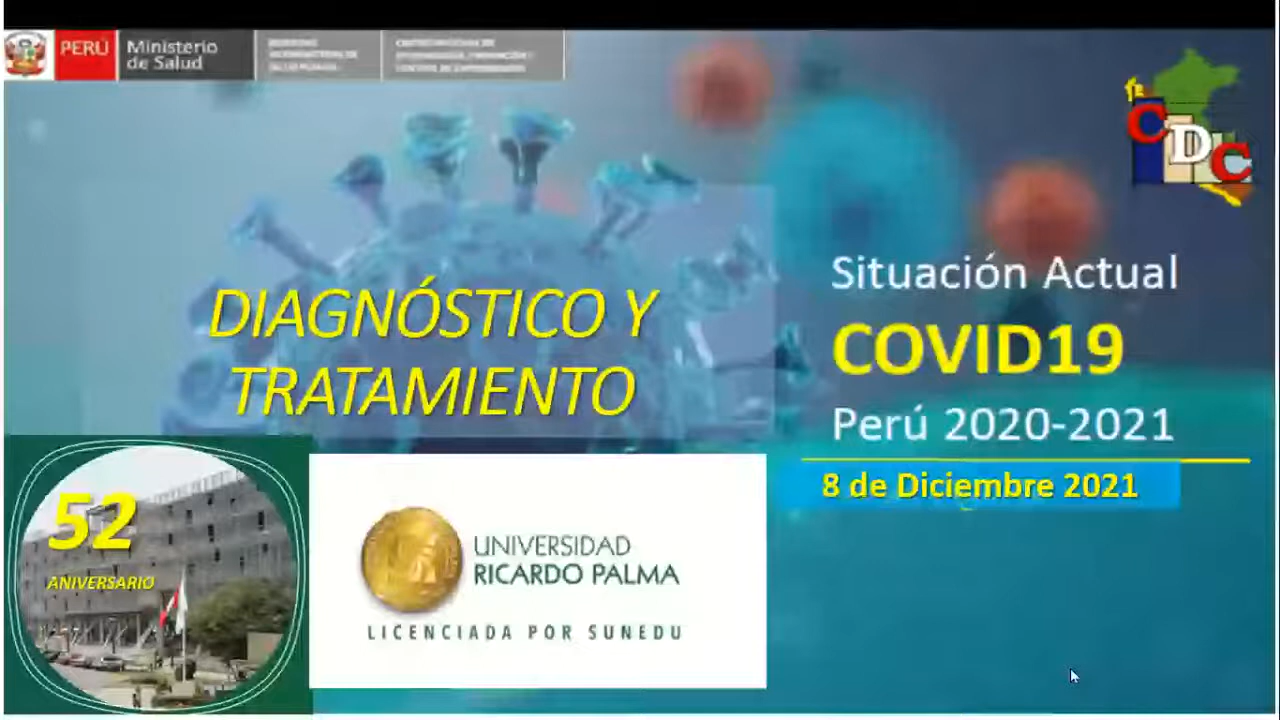 PERÚ
Ministerio
de Salud
CDC
DIAGNÓSTICO Y
TRATAMIENTO
Situación Actual
COVID19
Perú 2020-2021
8 de Diciembre 2021
52
ANIVERSARIO
UNIVERSIDAD
RICARDO PALMA
LICENCIADA POR SUNEDU